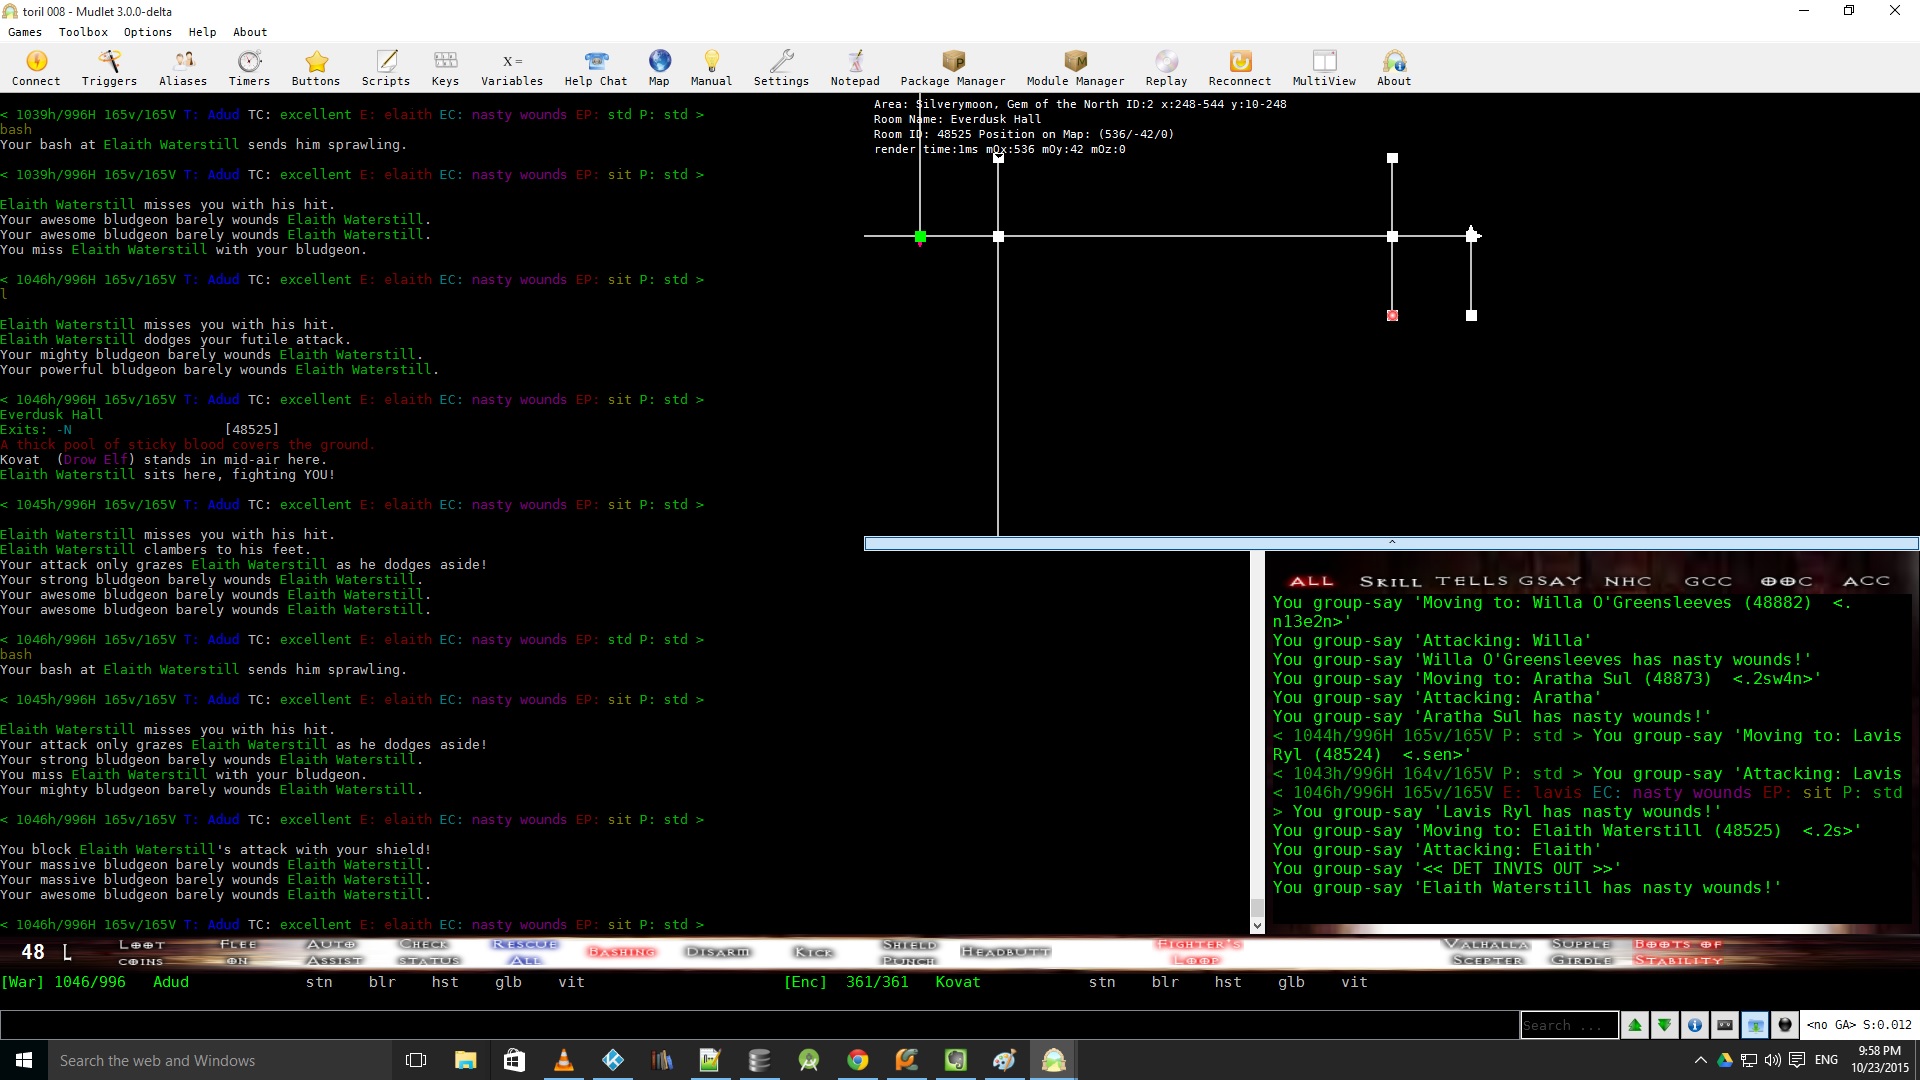 toril 008 - Mudlet 3.0.0-delta
Games Toolbox Options Help About
Connect Triggers Aliases Timers Buttons Scripts Keys Variables Help Chat Map Manual Settings Notepad Package Manager Module Manager Replay Reconnect MultiView About
< 1039h/996H 165v/165V T: Adud TC: excellent E: elaith EC: nasty wounds EP: std P: std >
bash
Your bash at Elaith Waterstill sends him sprawling.
< 1039h/996H 165v/165V T: Adud TC: excellent E: elaith EC: nasty wounds EP: sit P: std >
Elaith Waterstill misses you with his hit.
Your awesome bludgeon barely wounds Elaith Waterstill.
Your awesome bludgeon barely wounds Elaith Waterstill.
You miss Elaith Waterstill with your bludgeon.
< 1046h/996H 165v/165V T: Adud TC: excellent E: elaith EC: nasty wounds EP: sit P: std >
l
Elaith Waterstill misses you with his hit.
Elaith Waterstill dodges your futile attack.
Your mighty bludgeon barely wounds Elaith Waterstill.
Your powerful bludgeon barely wounds Elaith Waterstill.
< 1046h/996H 165v/165V T: Adud TC: excellent E: elaith EC: nasty wounds EP: sit P: std >
Everdusk Hall
Exits: -N [48525]
A thick pool of sticky blood covers the ground.
Kovat (Drow Elf) stands in mid-air here.
Elaith Waterstill sits here, fighting YOU!
< 1045h/996H 165v/165V T: Adud TC: excellent E: elaith EC: nasty wounds EP: sit P: std >
Elaith Waterstill misses you with his hit.
Elaith Waterstill clambers to his feet.
Your attack only grazes Elaith Waterstill as he dodges aside!
Your strong bludgeon barely wounds Elaith Waterstill.
Your awesome bludgeon barely wounds Elaith Waterstill.
Your awesome bludgeon barely wounds Elaith Waterstill.
< 1046h/996H 165v/165V T: Adud TC: excellent E: elaith EC: nasty wounds EP: std P: std >
bash
Your bash at Elaith Waterstill sends him sprawling.
< 1045h/996H 165v/165V T: Adud TC: excellent E: elaith EC: nasty wounds EP: sit P: std >
Elaith Waterstill misses you with his hit.
Your attack only grazes Elaith Waterstill as he dodges aside!
Your strong bludgeon barely wounds Elaith Waterstill.
You miss Elaith Waterstill with your bludgeon.
Your mighty bludgeon barely wounds Elaith Waterstill.
< 1046h/996H 165v/165V T: Adud TC: excellent E: elaith EC: nasty wounds EP: sit P: std >
You block Elaith Waterstill's attack with your shield!
Your massive bludgeon barely wounds Elaith Waterstill.
Your massive bludgeon barely wounds Elaith Waterstill.
Your awesome bludgeon barely wounds Elaith Waterstill.
< 1046h/996H 165v/165V T: Adud TC: excellent E: elaith EC: nasty wounds EP: sit P: std >
Area: Silverymoon, Gem of the North ID:2 x:248-544 y:10-248
Room Name: Everdusk Hall
Room ID: 48525 Position on Map: (536/-42/0)
render time:1ms mOx:536 mOy:42 mOz:0
^
ALL SKILL TELLS GSAY NHC GCC OOC ACC
You group-say 'Moving to: Willa O'Greensleeves (48882) <.
n13e2n>'
You group-say 'Attacking: Willa'
You group-say 'Willa O'Greensleeves has nasty wounds!'
You group-say 'Moving to: Aratha Sul (48873) <.2sw4n>'
You group-say 'Attacking: Aratha'
You group-say 'Aratha Sul has nasty wounds!'
< 1044h/996H 165v/165V P: std > You group-say 'Moving to: Lavis
Ryl (48524) <.sen>'
< 1043h/996H 164v/165V P: std > You group-say 'Attacking: Lavis
< 1046h/996H 165v/165V E: lavis EC: nasty wounds EP: sit P: std
> You group-say 'Lavis Ryl has nasty wounds!'
You group-say 'Moving to: Elaith Waterstill (48525) <.2s>'
You group-say 'Attacking: Elaith'
You group-say '<< DET INVIS OUT >>'
You group-say 'Elaith Waterstill has nasty wounds!'
48 [ LOOT COINS FLEE ON AUTO ASSIST CHECK STATUS RESCUE ALL BASHING DISARM KICK SHIELD PUNCH HEADBUTT FIGHTER'S LOOP VALHALLA SCEPTER SUPPLE GIRDLE BOOTS OF STABILITY
[War] 1046/996 Adud stn blr hst glb vit [Enc] 361/361 Kovat stn blr hst glb vit
Search ... <no GA> S:0.012
Search the web and Windows
ENG
9:58 PM
10/23/2015